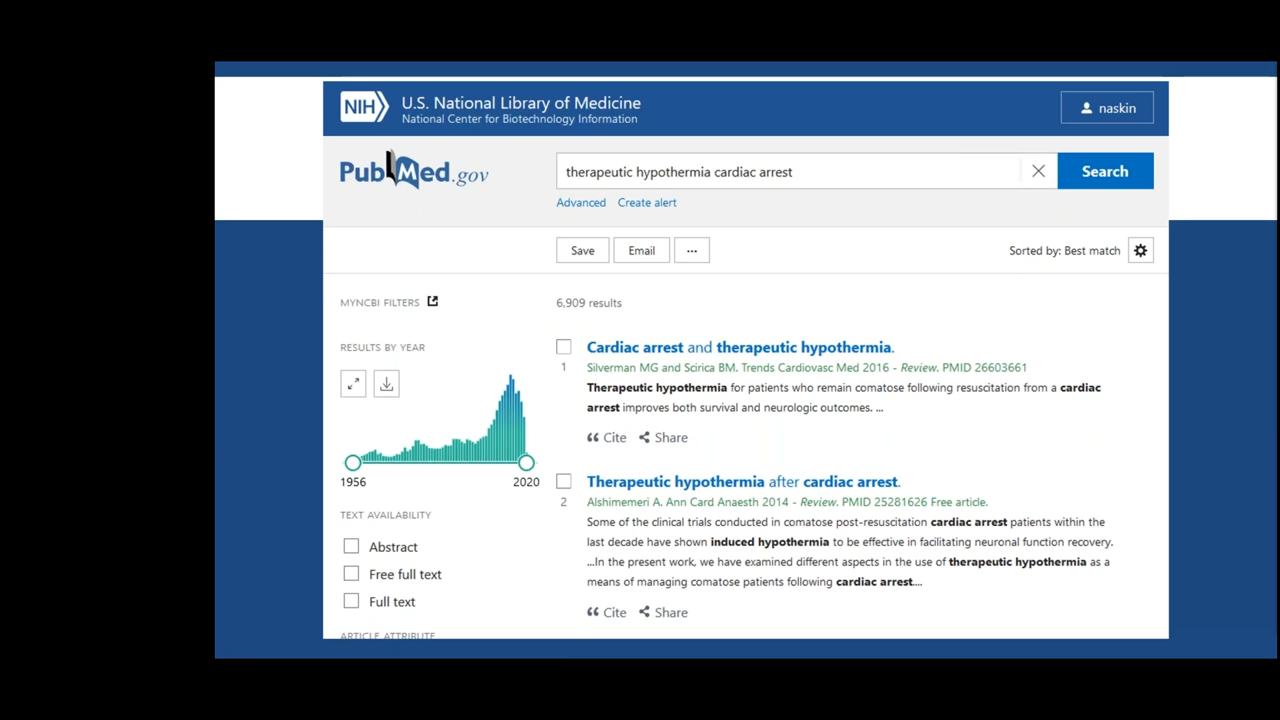 NIH
U.S. National Library of Medicine
National Center for Biotechnology Information
naskin
PubMed.gov
therapeutic hypothermia cardiac arrest
Search
Advanced Create alert
Save Email ...
Sorted by: Best match
MYNCBI FILTERS
6,909 results
RESULTS BY YEAR
1956 2020
TEXT AVAILABILITY
Abstract
Free full text
Full text
ARTICLE ATTRIBUTE
Cardiac arrest and therapeutic hypothermia.
1
Silverman MG and Scirica BM. Trends Cardiovasc Med 2016 - Review. PMID 26603661
Therapeutic hypothermia for patients who remain comatose following resuscitation from a cardiac
arrest improves both survival and neurologic outcomes. ...
Cite Share
Therapeutic hypothermia after cardiac arrest.
2
Alshimemeri A. Ann Card Anaesth 2014 - Review. PMID 25281626 Free article.
Some of the clinical trials conducted in comatose post-resuscitation cardiac arrest patients within the
last decade have shown induced hypothermia to be effective in facilitating neuronal function recovery.
...In the present work, we have examined different aspects in the use of therapeutic hypothermia as a
means of managing comatose patients following cardiac arrest....
Cite Share